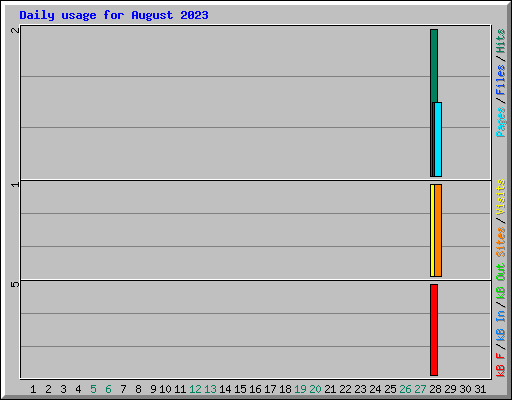 Daily usage for August 2023
2
1
5
Pages/Files/Hits
Sites/Visits
kB F/kB In/kB Out
1 2 3 4 5 6 7 8 9 10 11 12 13 14 15 16 17 18 19 20 21 22 23 24 25 26 27 28 29 30 31